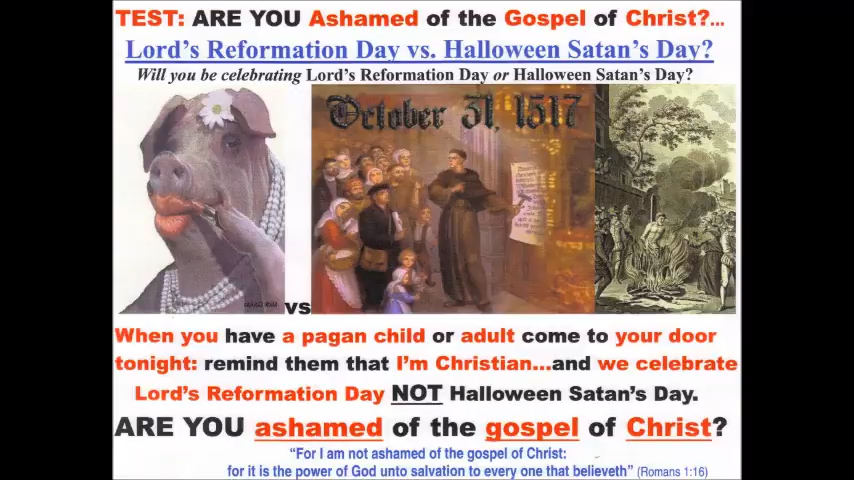 TEST: ARE YOU Ashamed of the Gospel of Christ?...
Lord's Reformation Day vs. Halloween Satan's Day?
Will you be celebrating Lord's Reformation Day or Halloween Satan's Day?
October 31, 1517
vs
When you have a pagan child or adult come to your door
tonight: remind them that I'm Christian...and we celebrate
Lord's Reformation Day NOT Halloween Satan's Day.
ARE YOU ashamed of the gospel of Christ?
"For I am not ashamed of the gospel of Christ:
for it is the power of God unto salvation to every one that believeth" (Romans 1:16)